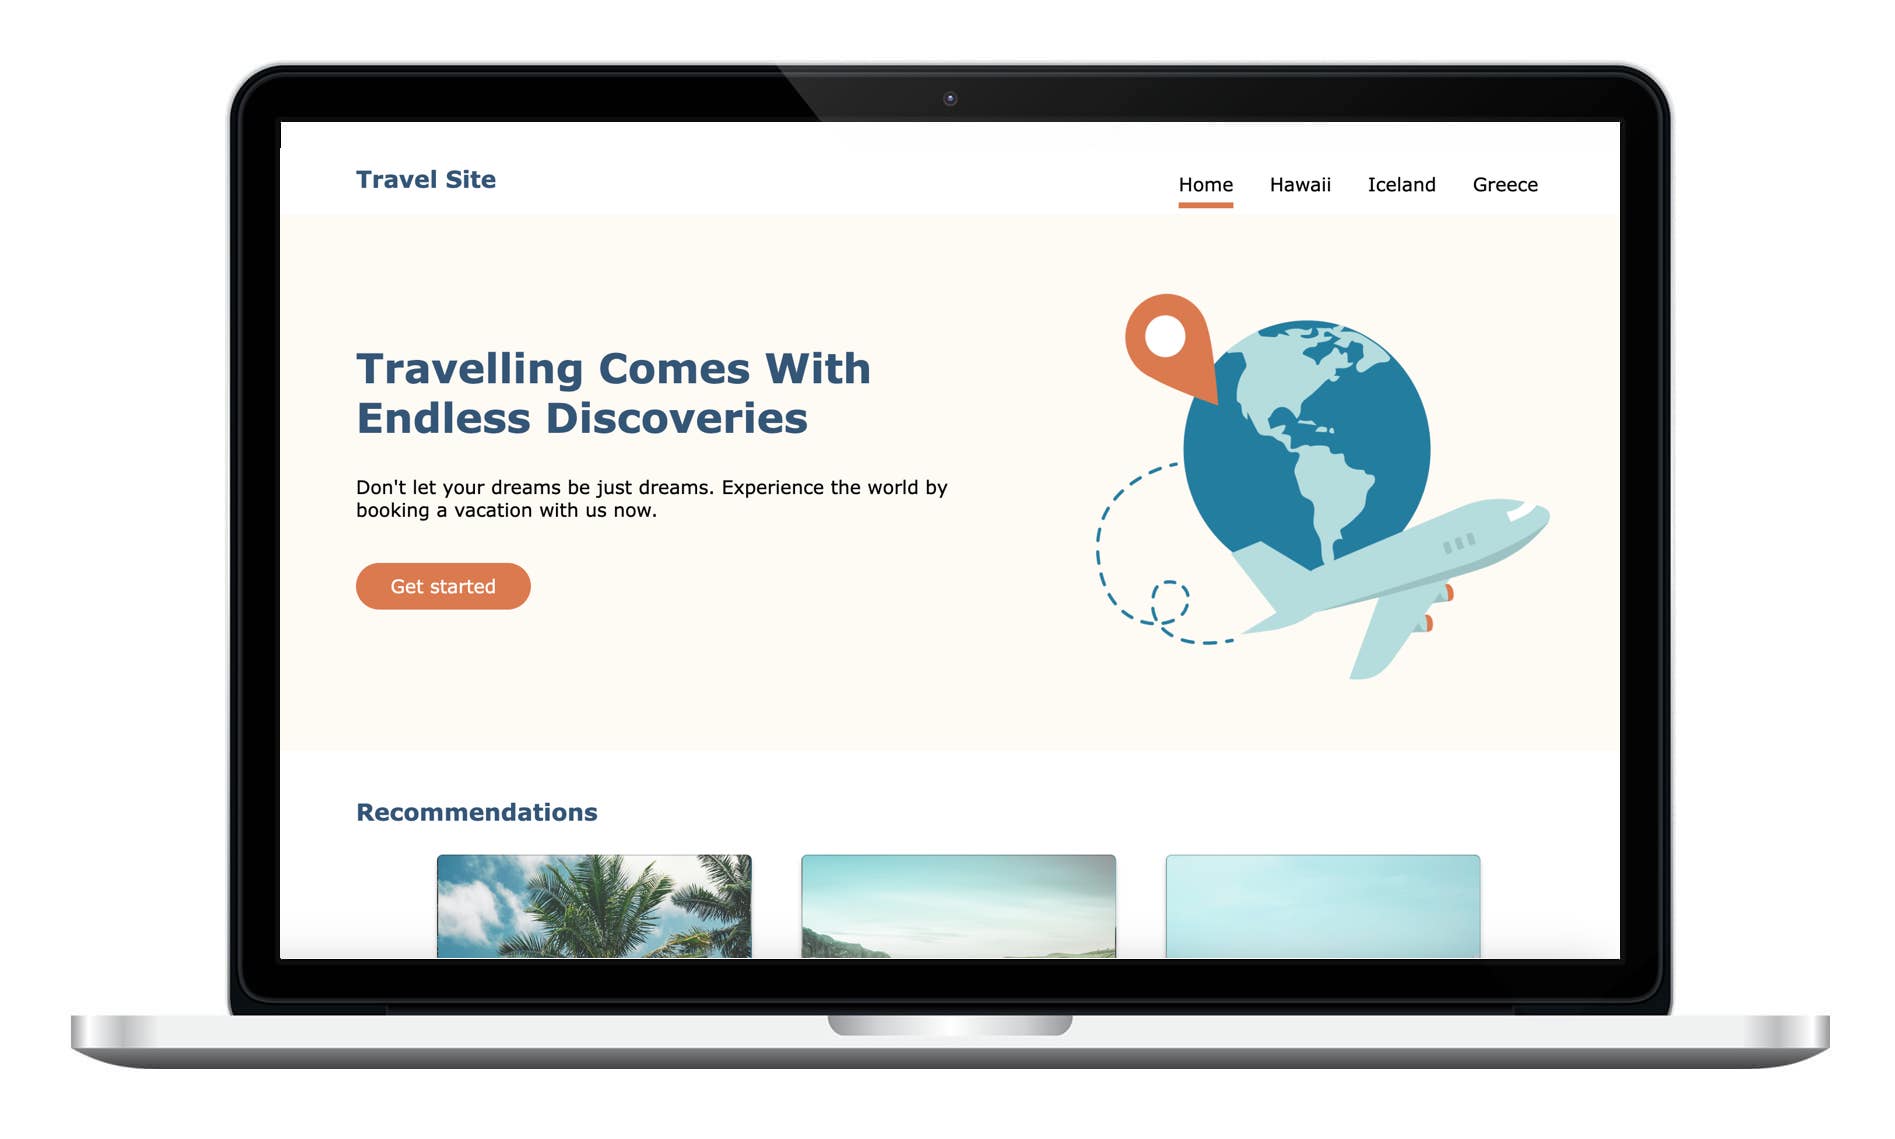 Travel Site
Home Hawaii Iceland Greece
Travelling Comes With
Endless Discoveries
Don't let your dreams be just dreams. Experience the world by
booking a vacation with us now.
Get started
Recommendations